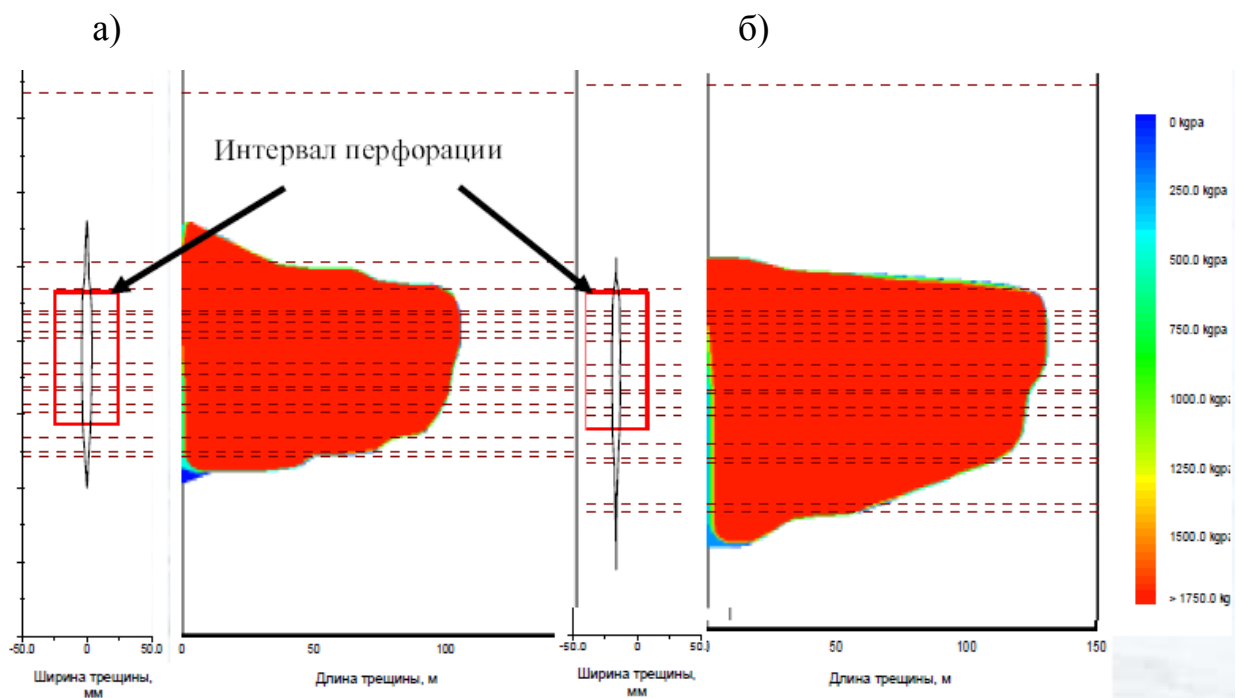 а)
б)
Интервал перфорации
0 kgpa
250.0 kgpa
500.0 kgpa
750.0 kgpa
1000.0 kgpa
1250.0 kgpa
1500.0 kgpa
> 1750.0 kg
-50.0 0 50.0
0 50 100
-50.0 0 50.0
50 100 150
Ширина трещины, мм
Длина трещины, м
Ширина трещины, мм
Длина трещины, м